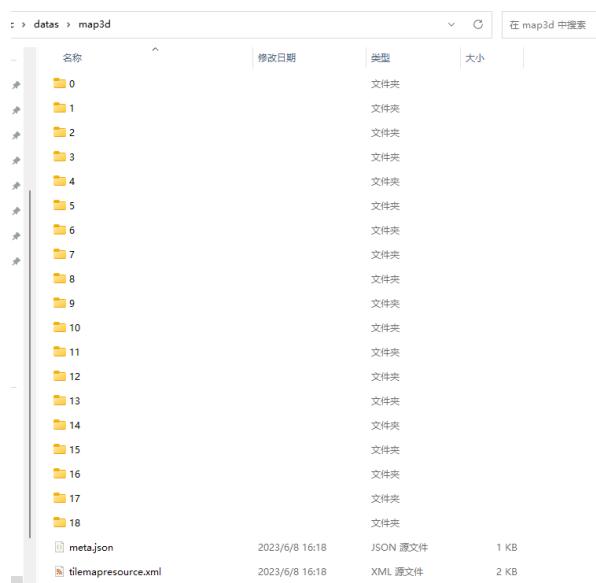 c > datas > map3d
在 map3d 中搜索
名称 修改日期 类型 大小
0 文件夹
1 文件夹
2 文件夹
3 文件夹
4 文件夹
5 文件夹
6 文件夹
7 文件夹
8 文件夹
9 文件夹
10 文件夹
11 文件夹
12 文件夹
13 文件夹
14 文件夹
15 文件夹
16 文件夹
17 文件夹
18 文件夹
meta.json 2023/6/8 16:18 JSON 源文件 1 KB
tilemapresource.xml 2023/6/8 16:18 XML 源文件 2 KB